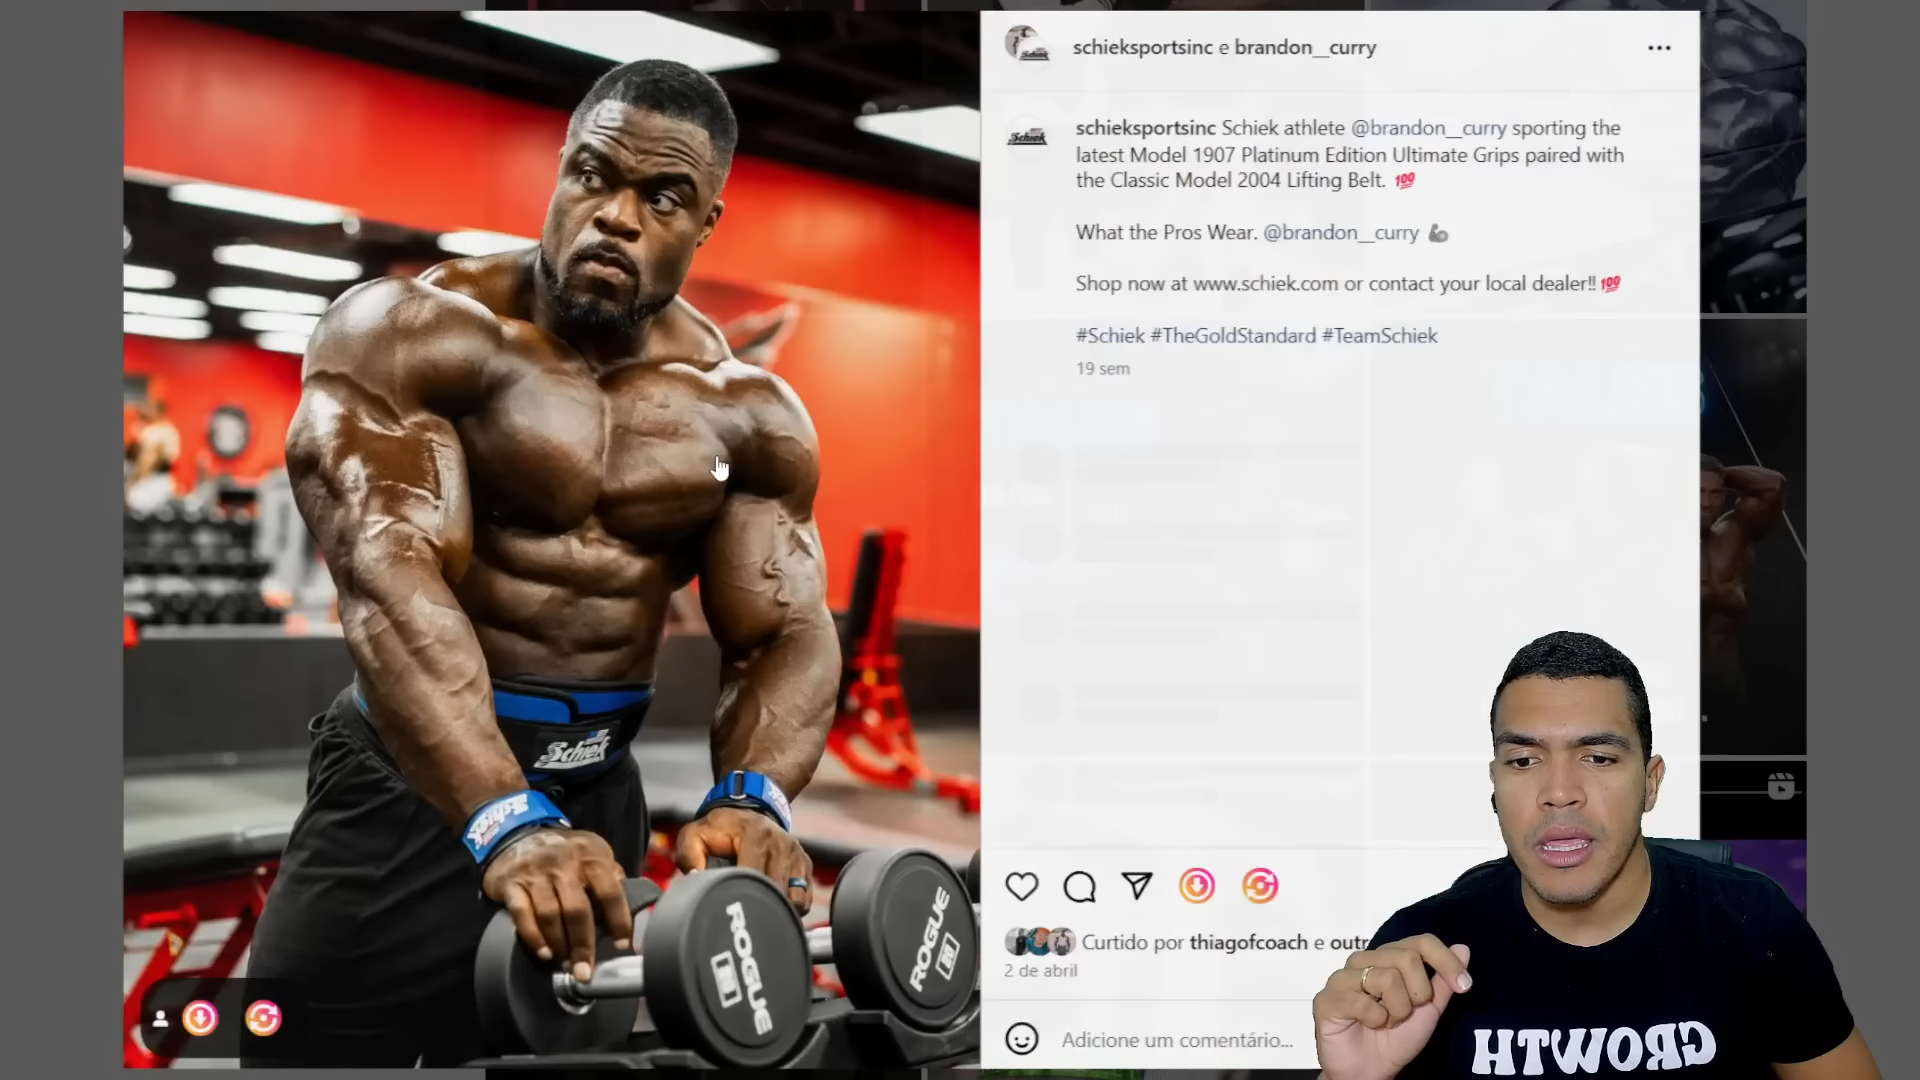 schieksportsinc e brandon__curry
schieksportsinc Schiek athlete @brandon__curry sporting the
latest Model 1907 Platinum Edition Ultimate Grips paired with
the Classic Model 2004 Lifting Belt. 💯
What the Pros Wear. @brandon__curry 💪
Shop now at www.schiek.com or contact your local dealer!! 💯
#Schiek #TheGoldStandard #TeamSchiek
19 sem
Curtido por thiagofcoach e outr
2 de abril
Adicione um comentário...
Schiek
Schiek
Schiek
ROGUE
ROGUE
80
GROWTH